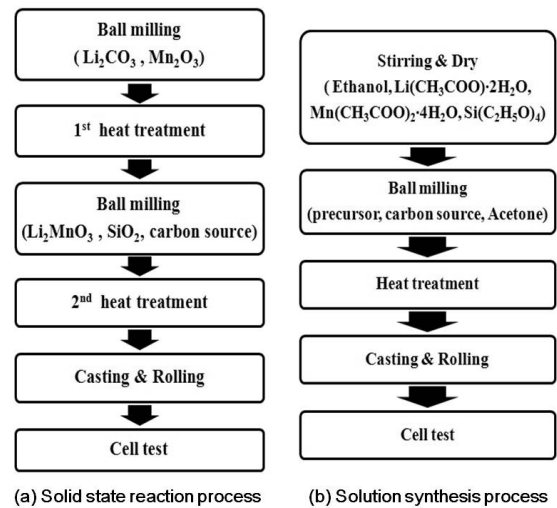 Ball milling
( Li₂CO₃ , Mn₂O₃)
1ˢᵗ heat treatment
Ball milling
(Li₂MnO₃ , SiO₂, carbon source)
2ⁿᵈ heat treatment
Casting & Rolling
Cell test
(a) Solid state reaction process
Stirring & Dry
( Ethanol, Li(CH₃COO)·2H₂O,
Mn(CH₃COO)₂·4H₂O, Si(C₂H₅O)₄)
Ball milling
(precursor, carbon source, Acetone)
Heat treatment
Casting & Rolling
Cell test
(b) Solution synthesis process